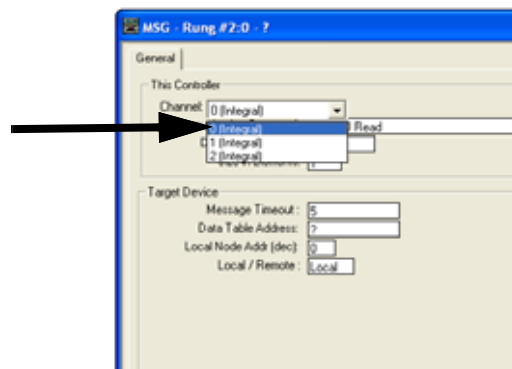 MSG - Rung #2:0 - ?
General
This Controller
Channel: 0 (Integral)
0 (Integral)
Read
1 (Integral)
2 (Integral)
Target Device
Message Timeout : 5
Data Table Address: ?
Local Node Addr (dec): 0
Local / Remote : Local